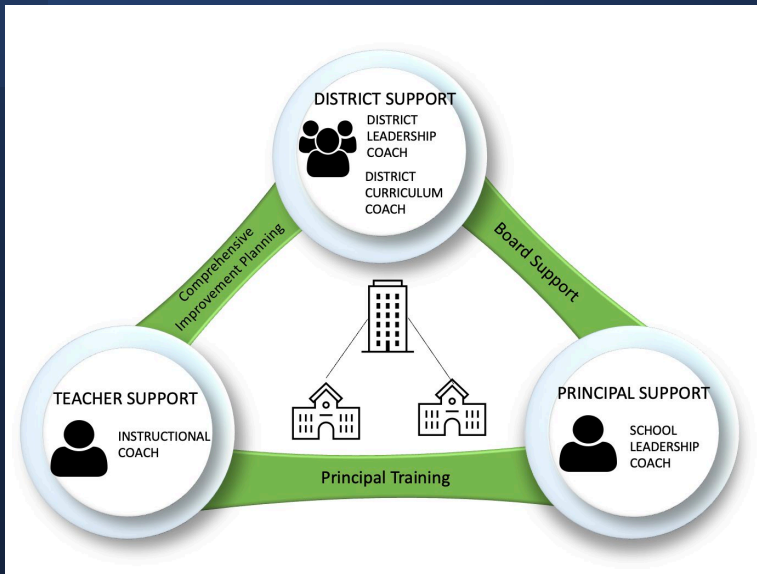 DISTRICT SUPPORT
DISTRICT
LEADERSHIP
COACH
DISTRICT
CURRICULUM
COACH
Comprehensive
Improvement Planning
Board Support
TEACHER SUPPORT
INSTRUCTIONAL
COACH
PRINCIPAL SUPPORT
SCHOOL
LEADERSHIP
COACH
Principal Training